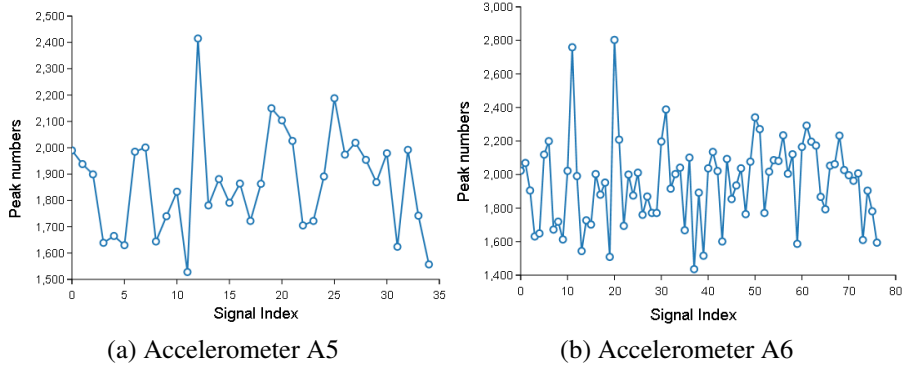 2,500
2,400
2,300
2,200
2,100
2,000
1,900
1,800
1,700
1,600
1,500
Peak numbers
0 5 10 15 20 25 30 35
Signal Index
(a) Accelerometer A5
3,000
2,800
2,600
2,400
2,200
2,000
1,800
1,600
1,400
Peak numbers
0 10 20 30 40 50 60 70 80
Signal Index
(b) Accelerometer A6